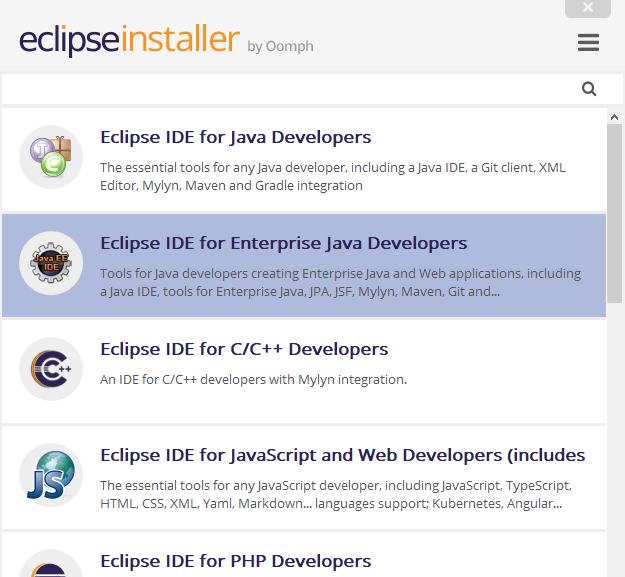 eclipseinstaller by Oomph
Eclipse IDE for Java Developers
The essential tools for any Java developer, including a Java IDE, a Git client, XML
Editor, Mylyn, Maven and Gradle integration
Java EE
IDE
Eclipse IDE for Enterprise Java Developers
Tools for Java developers creating Enterprise Java and Web applications, including
a Java IDE, tools for Enterprise Java, JPA, JSF, Mylyn, Maven, Git and...
C++
Eclipse IDE for C/C++ Developers
An IDE for C/C++ developers with Mylyn integration.
JS
Eclipse IDE for JavaScript and Web Developers (includes
The essential tools for any JavaScript developer, including JavaScript, TypeScript,
HTML, CSS, XML, Yaml, Markdown... languages support; Kubernetes, Angular...
Eclipse IDE for PHP Developers